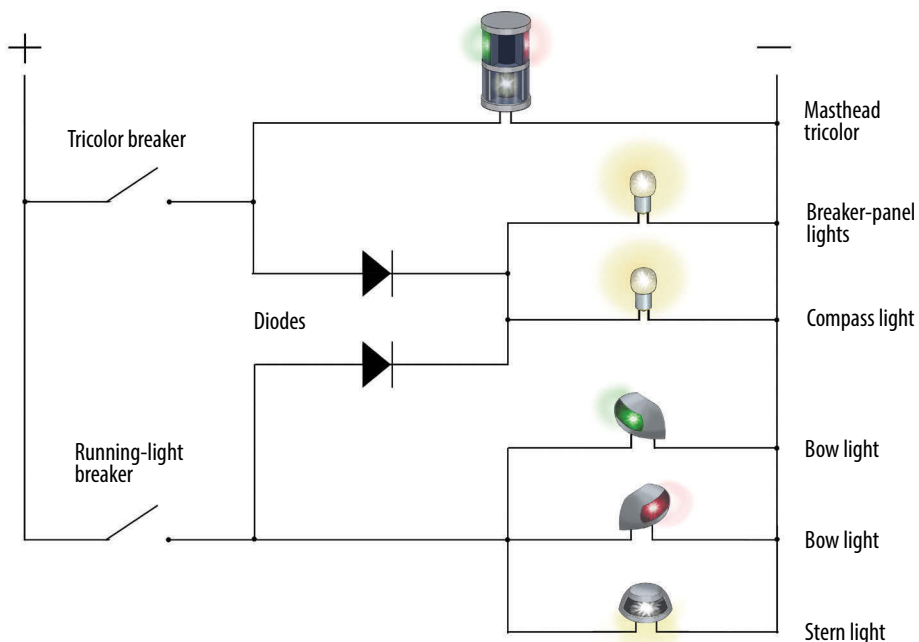 +
−
Masthead
tricolor
Tricolor breaker
Breaker-panel
lights
Diodes
Compass light
Running-light
breaker
Bow light
Bow light
Stern light